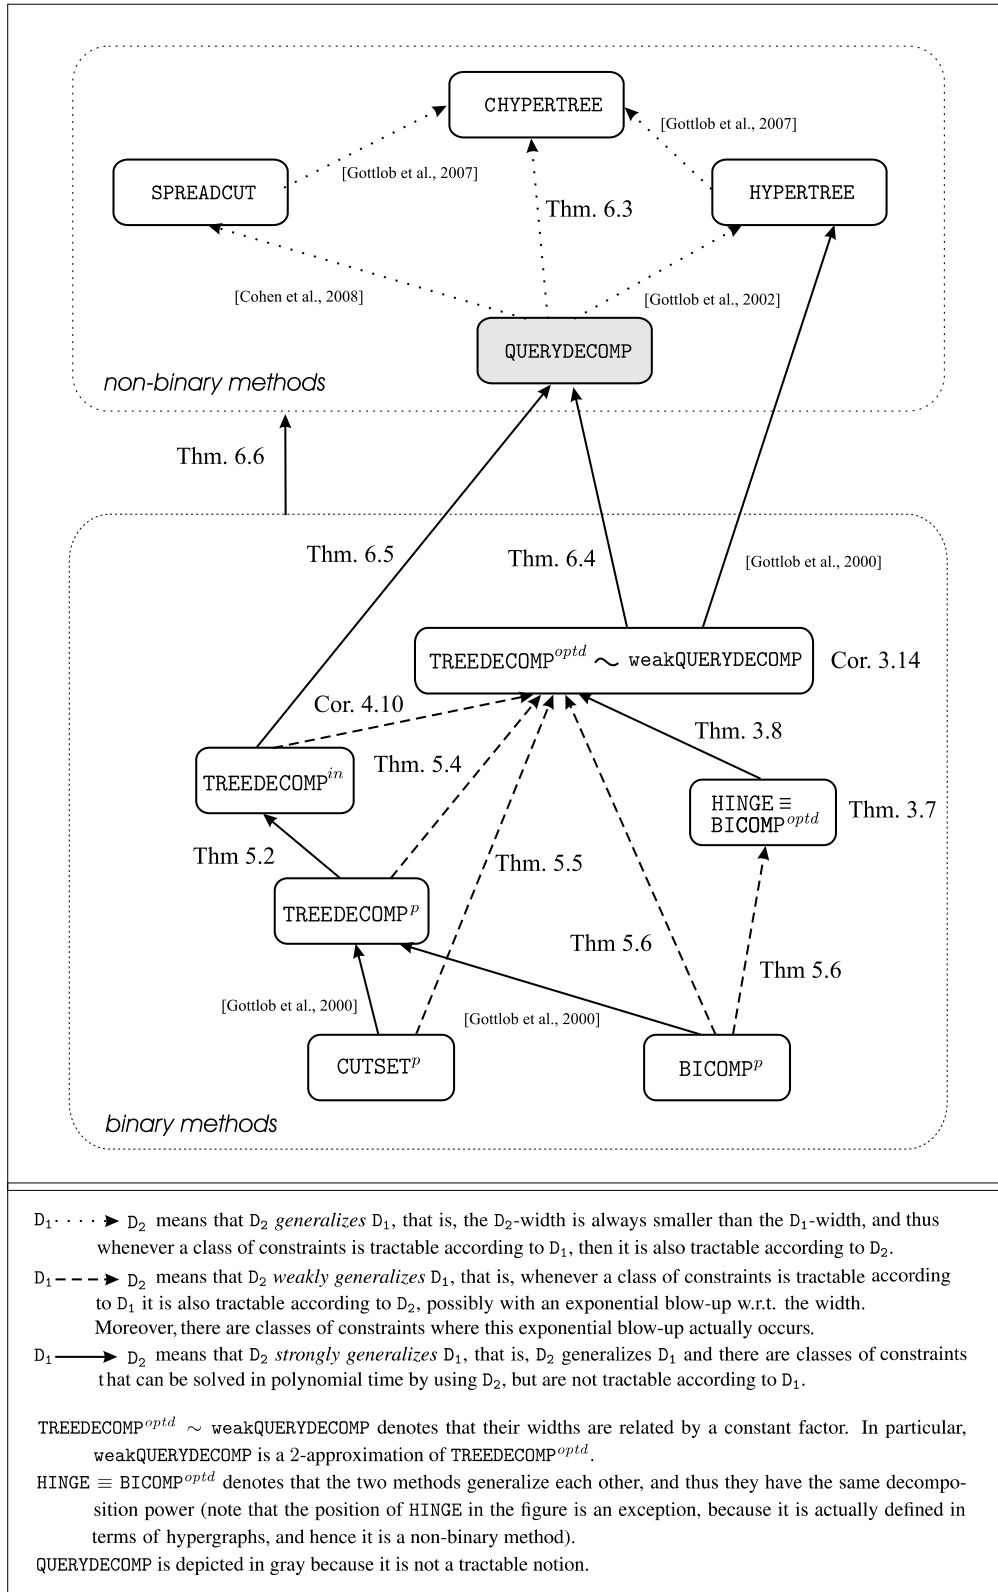 CHYPERTREE
[Gottlob et al., 2007]
[Gottlob et al., 2007]
SPREADCUT
Thm. 6.3
HYPERTREE
[Cohen et al., 2008]
[Gottlob et al., 2002]
QUERYDECOMP
non-binary methods
Thm. 6.6
Thm. 6.5
Thm. 6.4
[Gottlob et al., 2000]
TREEDECOMP^optd ∼ weakQUERYDECOMP
Cor. 3.14
Cor. 4.10
Thm. 3.8
Thm. 5.4
TREEDECOMP^in
HINGE ≡
BICOMP^optd
Thm. 3.7
Thm 5.2
Thm. 5.5
TREEDECOMP^p
Thm 5.6
Thm 5.6
[Gottlob et al., 2000]
[Gottlob et al., 2000]
CUTSET^p
BICOMP^p
binary methods
D1 · · · · ► D2 means that D2 generalizes D1, that is, the D2-width is always smaller than the D1-width, and thus
whenever a class of constraints is tractable according to D1, then it is also tractable according to D2.
D1 – – – ► D2 means that D2 weakly generalizes D1, that is, whenever a class of constraints is tractable according
to D1 it is also tractable according to D2, possibly with an exponential blow-up w.r.t. the width.
Moreover, there are classes of constraints where this exponential blow-up actually occurs.
D1 ——► D2 means that D2 strongly generalizes D1, that is, D2 generalizes D1 and there are classes of constraints
that can be solved in polynomial time by using D2, but are not tractable according to D1.
TREEDECOMP^optd ∼ weakQUERYDECOMP denotes that their widths are related by a constant factor. In particular,
weakQUERYDECOMP is a 2-approximation of TREEDECOMP^optd.
HINGE ≡ BICOMP^optd denotes that the two methods generalize each other, and thus they have the same decompo-
sition power (note that the position of HINGE in the figure is an exception, because it is actually defined in
terms of hypergraphs, and hence it is a non-binary method).
QUERYDECOMP is depicted in gray because it is not a tractable notion.